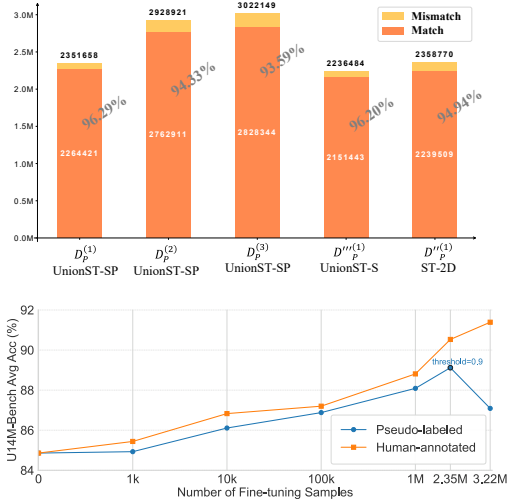 3.0M
2.5M
2.0M
1.5M
1.0M
0.5M
0.0M
Mismatch
Match
2351658
2928921
3022149
2236484
2358770
96.29%
94.33%
93.59%
96.20%
94.94%
2264421
2762911
2828344
2151443
2239509
D_P^(1)
UnionST-SP
D_P^(2)
UnionST-SP
D_P^(3)
UnionST-SP
D'''_P^(1)
UnionST-S
D''_P^(1)
ST-2D
U14M-Bench Avg Acc (%)
92
90
88
86
84
threshold=0.9
Pseudo-labeled
Human-annotated
0
1k
10k
100k
1M
2.35M
3.22M
Number of Fine-tuning Samples